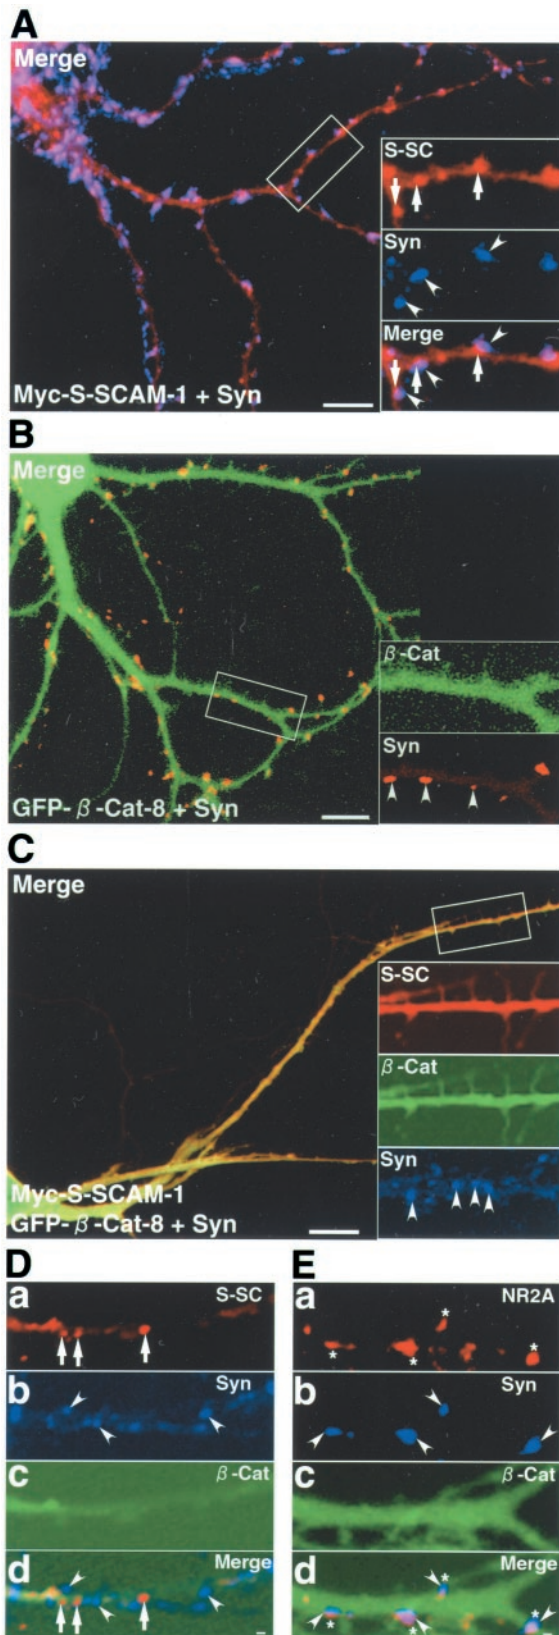 A
Merge
S-SC
Syn
Merge
Myc-S-SCAM-1 + Syn
B
Merge
β-Cat
Syn
GFP-β-Cat-8 + Syn
C
Merge
S-SC
β-Cat
Syn
Myc-S-SCAM-1
GFP-β-Cat-8 + Syn
D
a
S-SC
b
Syn
c
β-Cat
d
Merge
E
a
NR2A
*
*
*
*
b
Syn
c
β-Cat
d
Merge
*
*
*
*